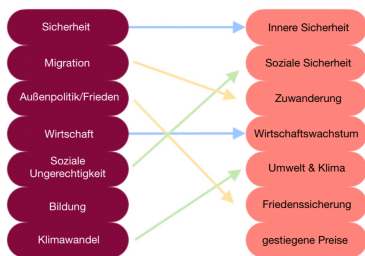 Sicherheit
Migration
Außenpolitik/Frieden
Wirtschaft
Soziale
Ungerechtigkeit
Bildung
Klimawandel
Innere Sicherheit
Soziale Sicherheit
Zuwanderung
Wirtschaftswachstum
Umwelt & Klima
Friedenssicherung
gestiegene Preise